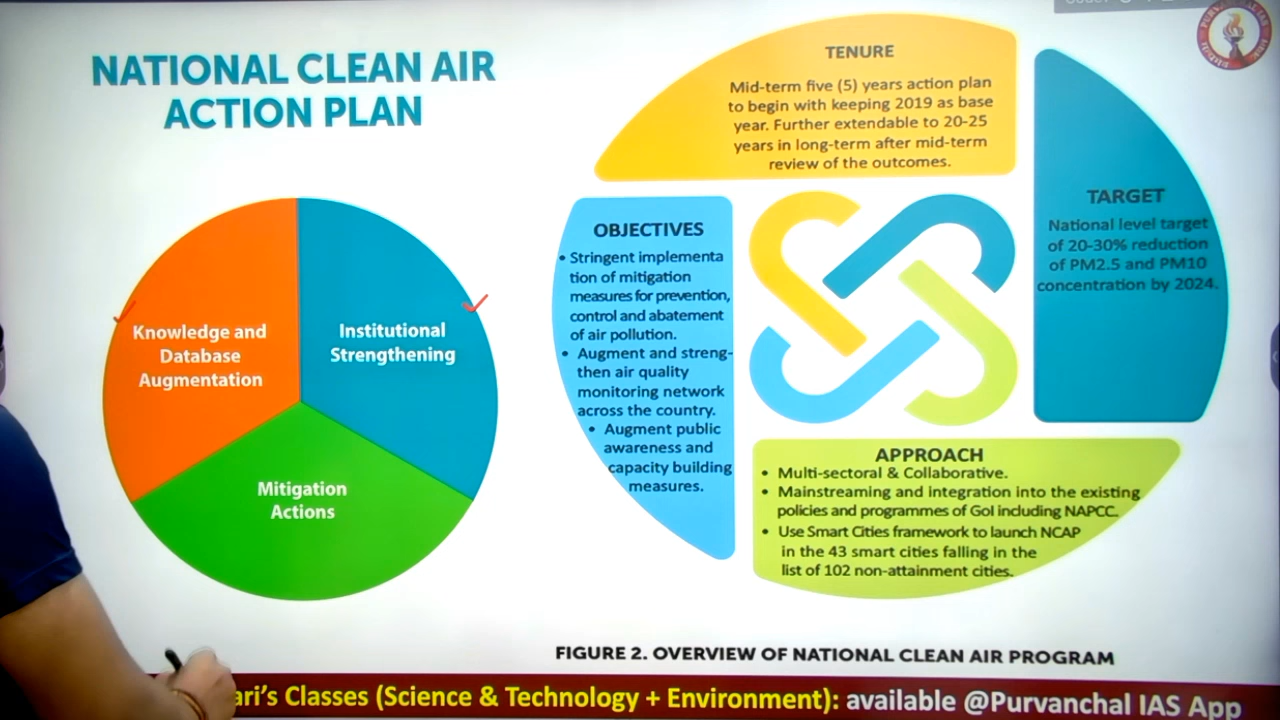 NATIONAL CLEAN AIR
ACTION PLAN
Knowledge and
Database
Augmentation
Institutional
Strengthening
Mitigation
Actions
TENURE
Mid-term five (5) years action plan
to begin with keeping 2019 as base
year. Further extendable to 20-25
years in long-term after mid-term
review of the outcomes.
TARGET
National level target
of 20-30% reduction
of PM2.5 and PM10
concentration by 2024.
OBJECTIVES
• Stringent implementa
tion of mitigation
measures for prevention,
control and abatement
of air pollution.
• Augment and streng-
then air quality
monitoring network
across the country.
• Augment public
awareness and
capacity building
measures.
APPROACH
• Multi-sectoral & Collaborative.
• Mainstreaming and integration into the existing
policies and programmes of GoI including NAPCC.
• Use Smart Cities framework to launch NCAP
in the 43 smart cities falling in the
list of 102 non-attainment cities.
FIGURE 2. OVERVIEW OF NATIONAL CLEAN AIR PROGRAM
ari's Classes (Science & Technology + Environment): available @Purvanchal IAS App